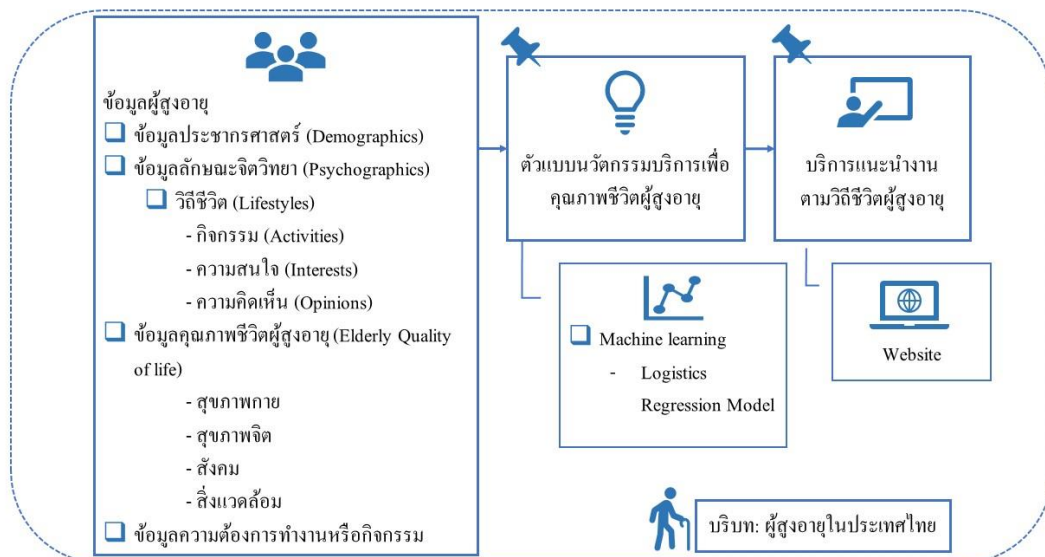 ข้อมูลผู้สูงอายุ
❑ ข้อมูลประชากรศาสตร์ (Demographics)
❑ ข้อมูลลักษณะจิตวิทยา (Psychographics)
❑ วิถีชีวิต (Lifestyles)
- กิจกรรม (Activities)
- ความสนใจ (Interests)
- ความคิดเห็น (Opinions)
❑ ข้อมูลคุณภาพชีวิตผู้สูงอายุ (Elderly Quality
of life)
- สุขภาพกาย
- สุขภาพจิต
- สังคม
- สิ่งแวดล้อม
❑ ข้อมูลความต้องการทำงานหรือกิจกรรม
ตัวแบบนวัตกรรมบริการเพื่อ
คุณภาพชีวิตผู้สูงอายุ
❑ Machine learning
- Logistics
Regression Model
บริการแนะนำงาน
ตามวิถีชีวิตผู้สูงอายุ
Website
บริบท: ผู้สูงอายุในประเทศไทย